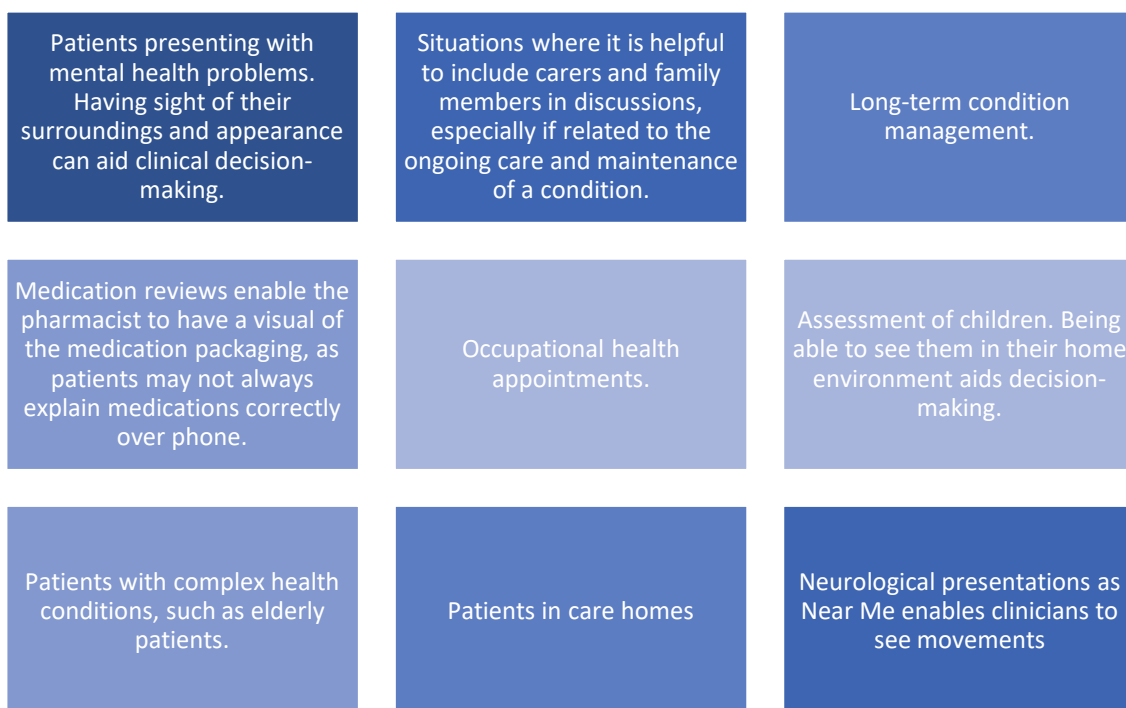 Patients presenting with
mental health problems.
Having sight of their
surroundings and appearance
can aid clinical decision-
making.
Situations where it is helpful
to include carers and family
members in discussions,
especially if related to the
ongoing care and maintenance
of a condition.
Long-term condition
management.
Medication reviews enable the
pharmacist to have a visual of
the medication packaging, as
patients may not always
explain medications correctly
over phone.
Occupational health
appointments.
Assessment of children. Being
able to see them in their home
environment aids decision-
making.
Patients with complex health
conditions, such as elderly
patients.
Patients in care homes
Neurological presentations as
Near Me enables clinicians to
see movements